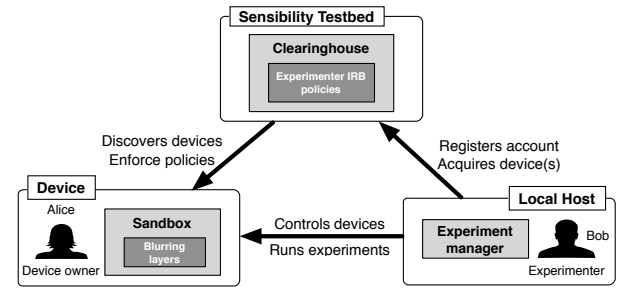 Sensibility Testbed
Clearinghouse
Experimenter IRB
policies
Discovers devices
Enforce policies
Registers account
Acquires device(s)
Device
Alice
Device owner
Sandbox
Blurring
layers
Controls devices
Runs experiments
Local Host
Experiment
manager
Bob
Experimenter